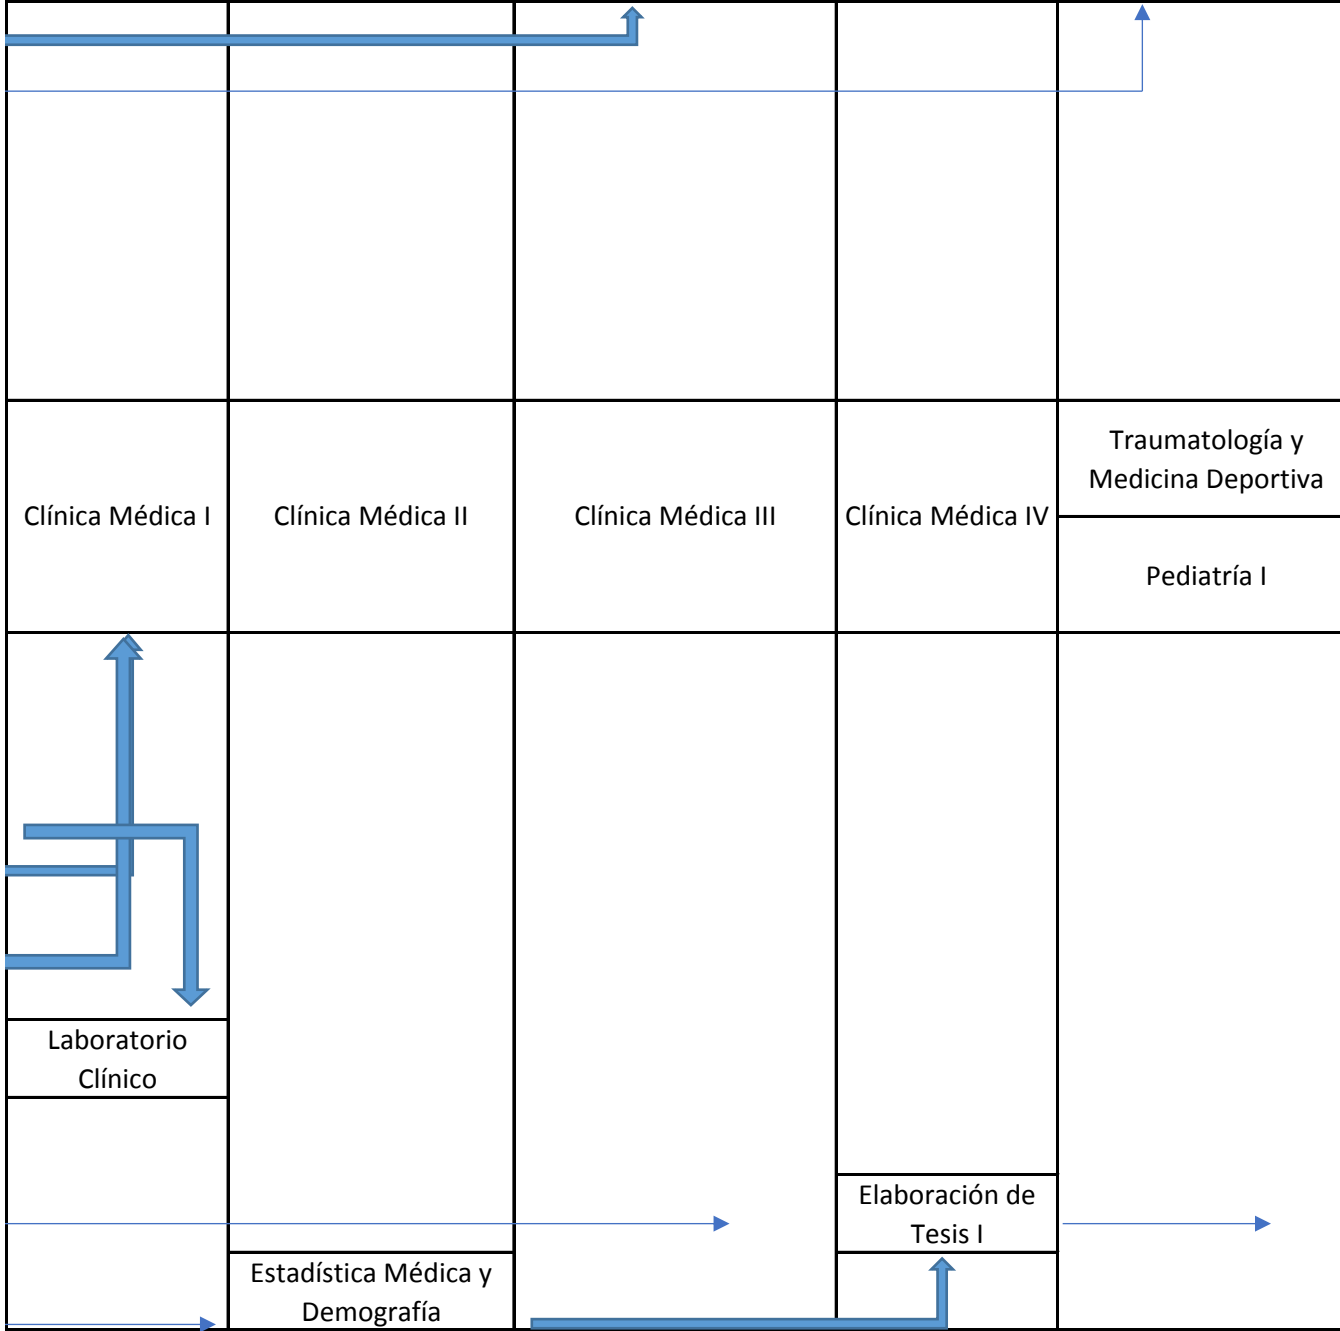 Clínica Médica I
Clínica Médica II
Clínica Médica III
Clínica Médica IV
Traumatología y
Medicina Deportiva
Pediatría I
Laboratorio
Clínico
Elaboración de
Tesis I
Estadística Médica y
Demografía